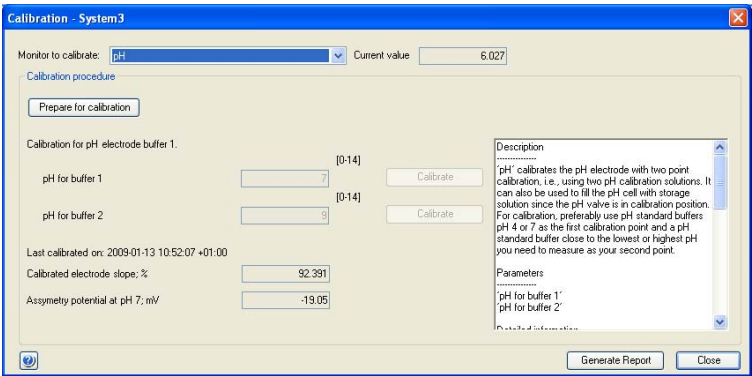 Calibration - System3
Monitor to calibrate: pH Current value 6.027
Calibration procedure
Prepare for calibration
Calibration for pH electrode buffer 1.
[0-14]
pH for buffer 1 7 Calibrate
[0-14]
pH for buffer 2 9 Calibrate
Last calibrated on: 2009-01-13 10:52:07 +01:00
Calibrated electrode slope; % 92.391
Assymetry potential at pH 7; mV -19.05
Description
---------------
'pH' calibrates the pH electrode with two point
calibration, i.e., using two pH calibration solutions. It
can also be used to fill the pH cell with storage
solution since the pH valve is in calibration position.
For calibration, preferably use pH standard buffers
pH 4 or 7 as the first calibration point and a pH
standard buffer close to the lowest or highest pH
you need to measure as your second point.
Parameters
---------------
'pH for buffer 1'
'pH for buffer 2'
Detailed information
Generate Report Close